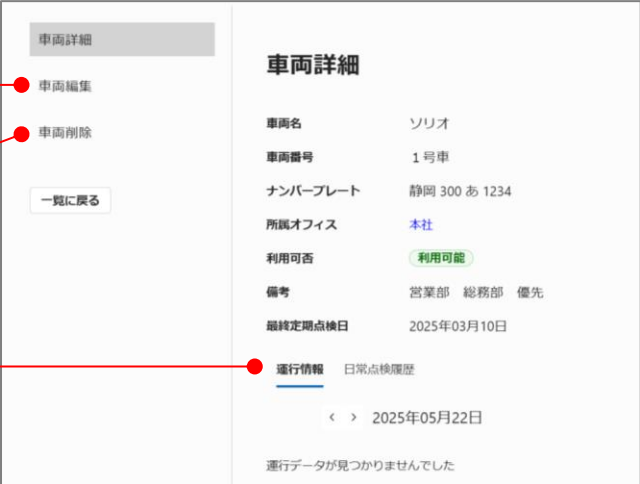 車両詳細
車両編集
車両削除
一覧に戻る
車両詳細
車両名 ソリオ
車両番号 1号車
ナンバープレート 静岡 300 あ 1234
所属オフィス 本社
利用可否 利用可能
備考 営業部 総務部 優先
最終定期点検日 2025年03月10日
運行情報 日常点検履歴
< > 2025年05月22日
運行データが見つかりませんでした